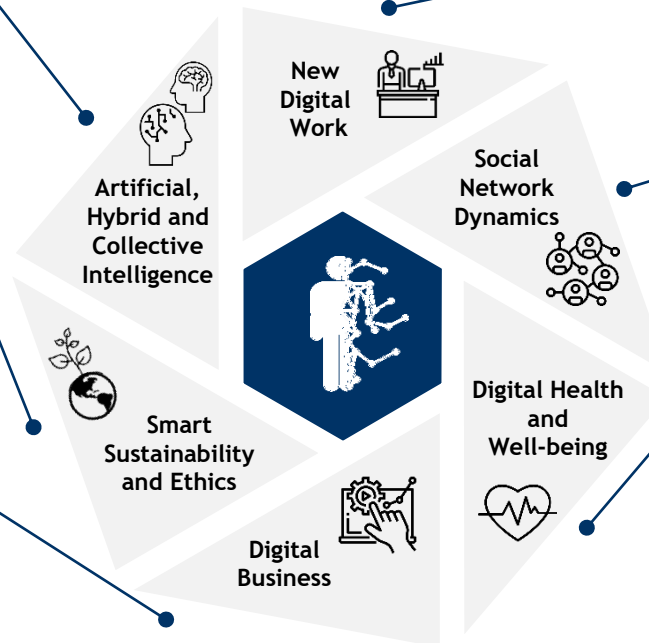 New
Digital
Work
Social
Network
Dynamics
Artificial,
Hybrid and
Collective
Intelligence
Digital Health
and
Well-being
Smart
Sustainability
and Ethics
Digital
Business